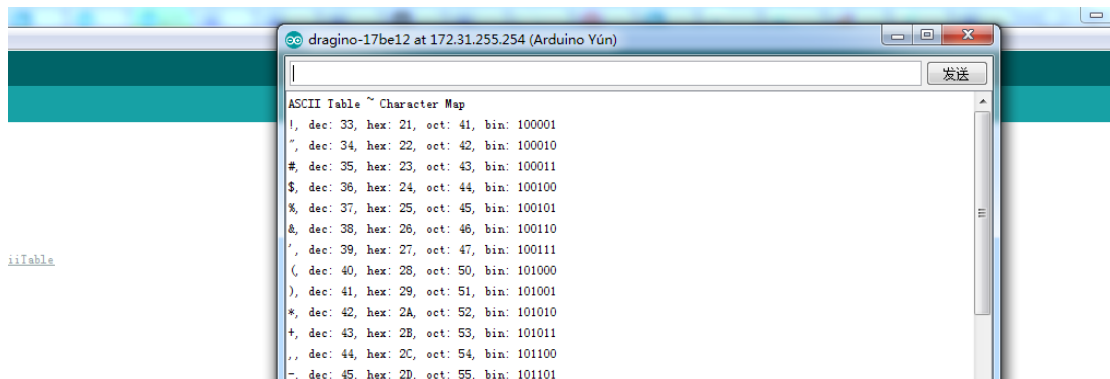 dragino-17be12 at 172.31.255.254 (Arduino Yún)
发送
ASCII Table ~ Character Map
!, dec: 33, hex: 21, oct: 41, bin: 100001
", dec: 34, hex: 22, oct: 42, bin: 100010
#, dec: 35, hex: 23, oct: 43, bin: 100011
$, dec: 36, hex: 24, oct: 44, bin: 100100
%, dec: 37, hex: 25, oct: 45, bin: 100101
&, dec: 38, hex: 26, oct: 46, bin: 100110
', dec: 39, hex: 27, oct: 47, bin: 100111
iiTable
(, dec: 40, hex: 28, oct: 50, bin: 101000
), dec: 41, hex: 29, oct: 51, bin: 101001
*, dec: 42, hex: 2A, oct: 52, bin: 101010
+, dec: 43, hex: 2B, oct: 53, bin: 101011
,, dec: 44, hex: 2C, oct: 54, bin: 101100
-, dec: 45, hex: 2D, oct: 55, bin: 101101